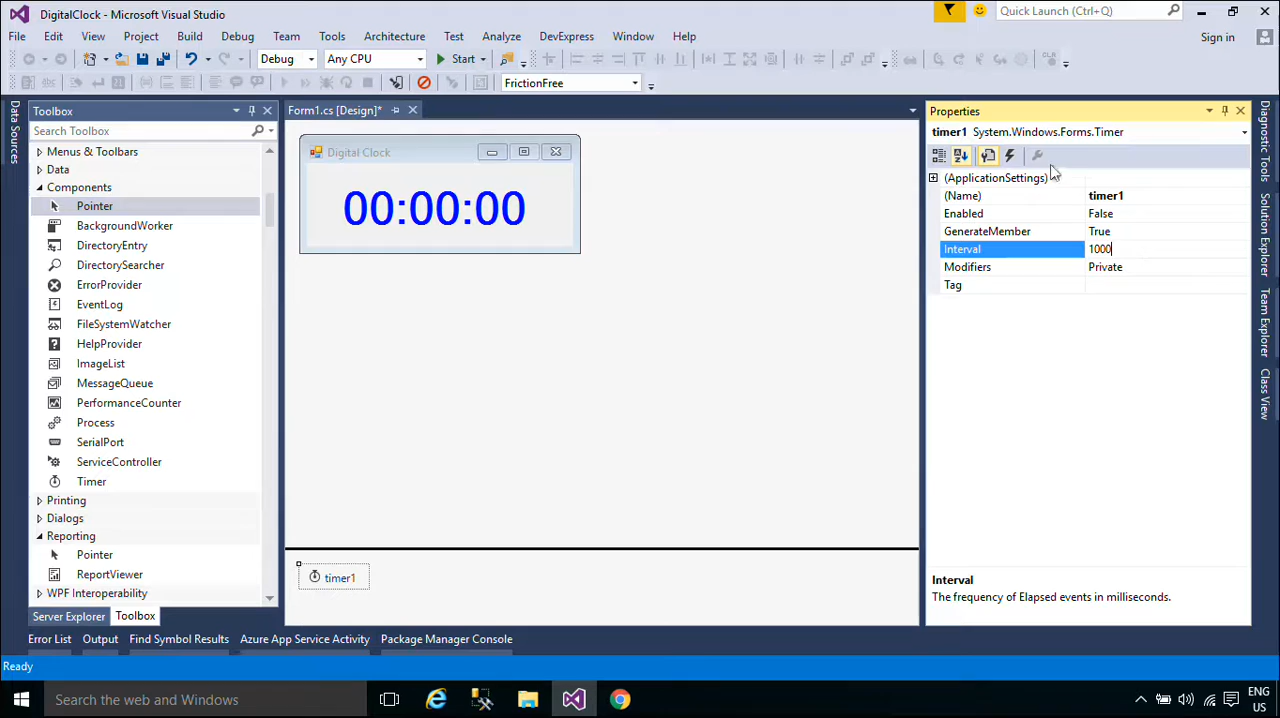 DigitalClock - Microsoft Visual Studio
Quick Launch (Ctrl+Q)
File Edit View Project Build Debug Team Tools Architecture Test Analyze DevExpress Window Help
Sign in
Debug Any CPU Start
FrictionFree
Data Sources
Toolbox
Search Toolbox
Menus & Toolbars
Data
Components
Pointer
BackgroundWorker
DirectoryEntry
DirectorySearcher
ErrorProvider
EventLog
FileSystemWatcher
HelpProvider
ImageList
MessageQueue
PerformanceCounter
Process
SerialPort
ServiceController
Timer
Printing
Dialogs
Reporting
Pointer
ReportViewer
WPF Interoperability
Server Explorer Toolbox
Form1.cs [Design]*
Digital Clock
00:00:00
timer1
Properties
timer1 System.Windows.Forms.Timer
(ApplicationSettings)
(Name) timer1
Enabled False
GenerateMember True
Interval 1000
Modifiers Private
Tag
Interval
The frequency of Elapsed events in milliseconds.
Diagnostic Tools
Solution Explorer
Team Explorer
Class View
Error List Output Find Symbol Results Azure App Service Activity Package Manager Console
Ready
Search the web and Windows
ENG
US